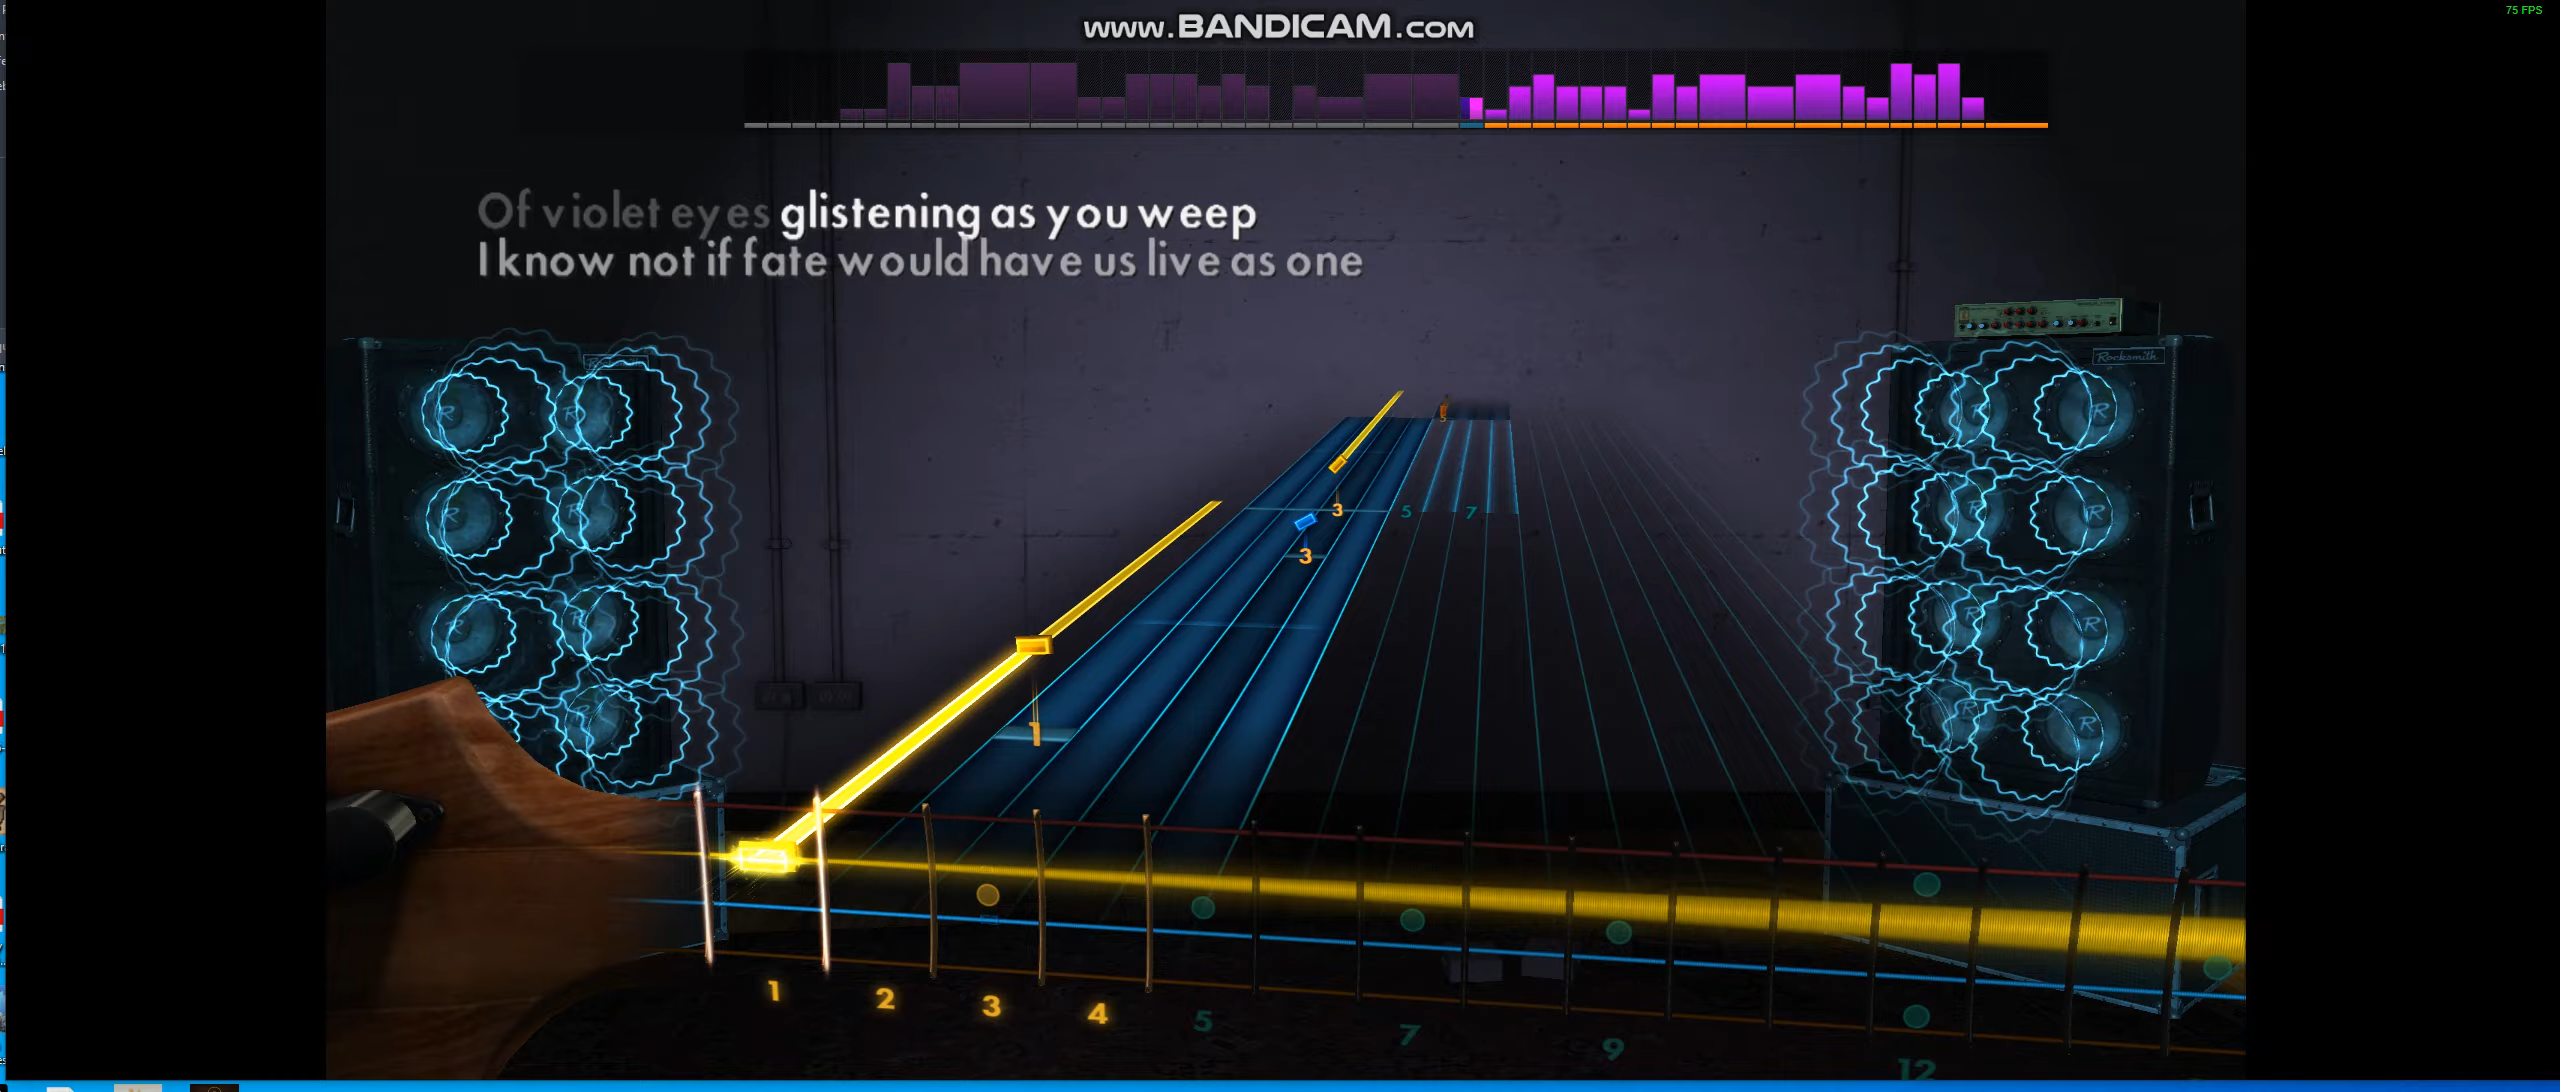 www.BANDICAM.com
75 FPS
Of violet eyes glistening as you weep
I know not if fate would have us live as one
Rocksmith
3
5
7
3
1
1
2
3
4
5
7
9
12